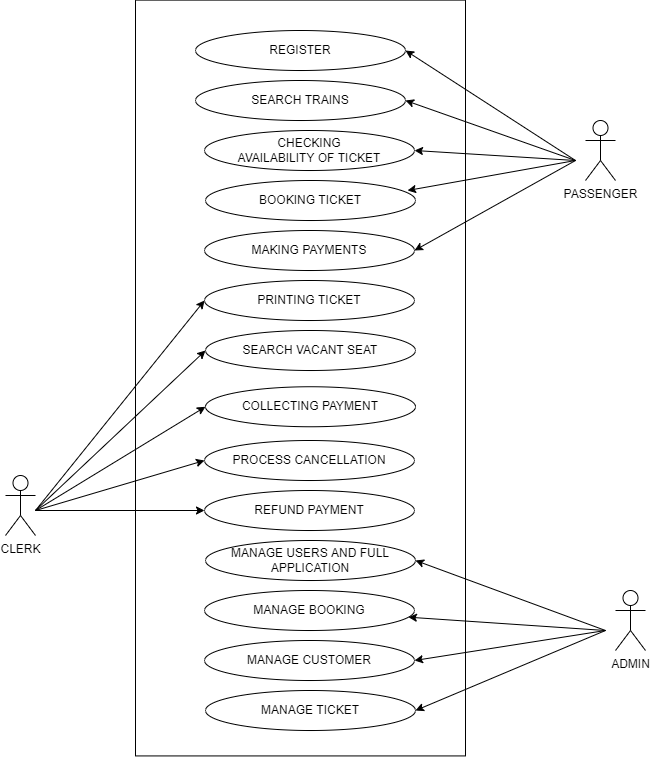 REGISTER
SEARCH TRAINS
CHECKING
AVAILABILITY OF TICKET
BOOKING TICKET
PASSENGER
MAKING PAYMENTS
PRINTING TICKET
SEARCH VACANT SEAT
COLLECTING PAYMENT
PROCESS CANCELLATION
REFUND PAYMENT
CLERK
MANAGE USERS AND FULL
APPLICATION
MANAGE BOOKING
MANAGE CUSTOMER
ADMIN
MANAGE TICKET